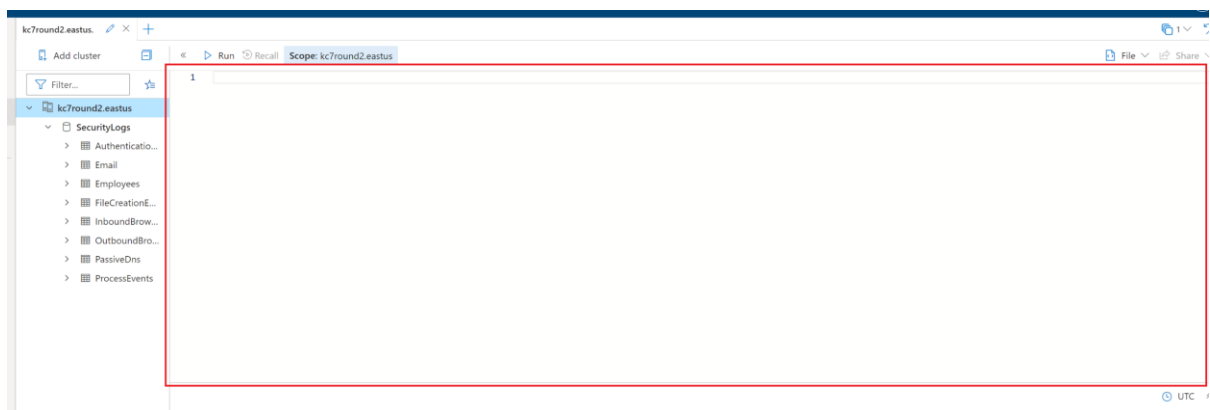 kc7round2.eastus.
1
Add cluster
Run Recall Scope: kc7round2.eastus
File Share
Filter...
1
kc7round2.eastus
SecurityLogs
Authenticatio...
Email
Employees
FileCreationE...
InboundBrow...
OutboundBro...
PassiveDns
ProcessEvents
UTC